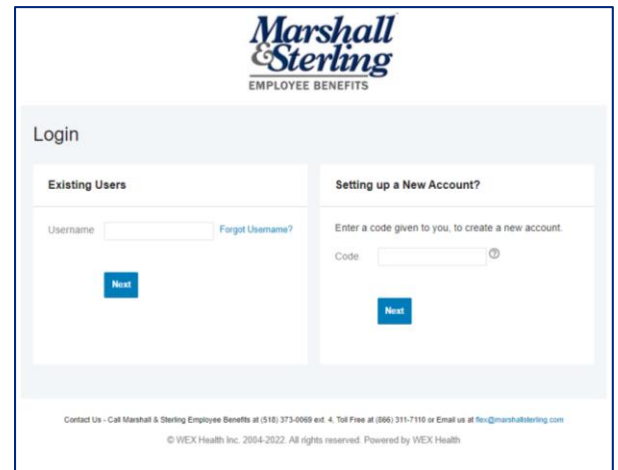 Marshall
&Sterling
EMPLOYEE BENEFITS
Login
Existing Users
Username
Forgot Username?
Next
Setting up a New Account?
Enter a code given to you, to create a new account.
Code
Next
Contact Us - Call Marshall & Sterling Employee Benefits at (518) 373-0069 ext. 4, Toll Free at (866) 311-7110 or Email us at flex@marshallsterling.com
© WEX Health Inc. 2004-2022. All rights reserved. Powered by WEX Health